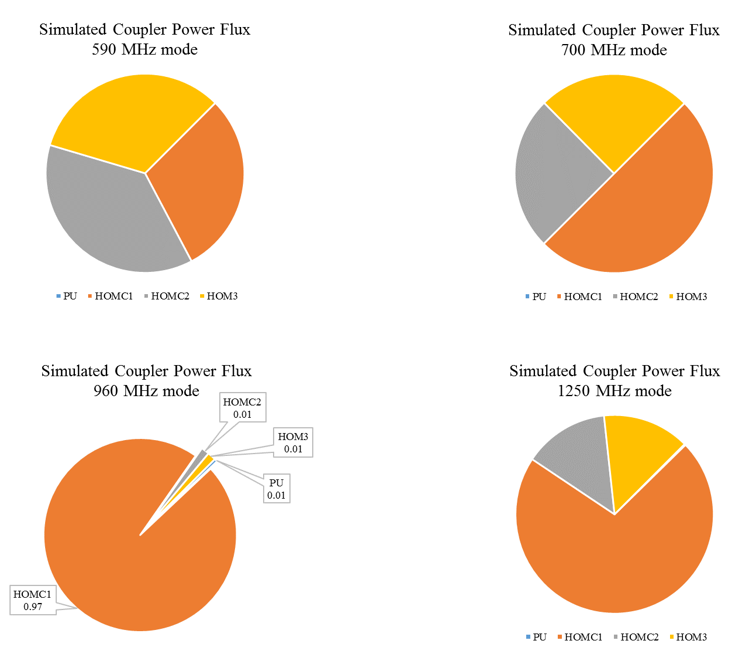 Simulated Coupler Power Flux
590 MHz mode
PU HOMC1 HOMC2 HOM3
Simulated Coupler Power Flux
700 MHz mode
PU HOMC1 HOMC2 HOM3
Simulated Coupler Power Flux
960 MHz mode
HOMC2
0.01
HOM3
0.01
PU
0.01
HOMC1
0.97
Simulated Coupler Power Flux
1250 MHz mode
PU HOMC1 HOMC2 HOM3